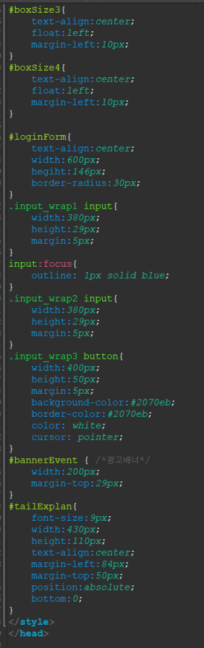 #boxSize3{
text-align:center;
float:left;
margin-left:10px;
}
#boxSize4{
text-align:center;
float:left;
margin-left:10px;
}
#loginForm{
text-align:center;
width:600px;
hegiht:146px;
border-radius:30px;
}
.input_wrap1 input{
width:380px;
height:29px;
margin:5px;
}
input:focus{
outline: 1px solid blue;
}
.input_wrap2 input{
width:380px;
height:29px;
margin:5px;
}
.input_wrap3 button{
width:400px;
height:50px;
margin:5px;
background-color:#2070eb;
border-color:#2070eb;
color: white;
cursor: pointer;
}
#bannerEvent { /*광고배너*/
width:200px;
margin-top:29px;
}
#tailExplan{
font-size:9px;
width:430px;
height:110px;
text-align:center;
margin-left:84px;
margin-top:50px;
position:absolute;
bottom:0;
}
</style>
</head>